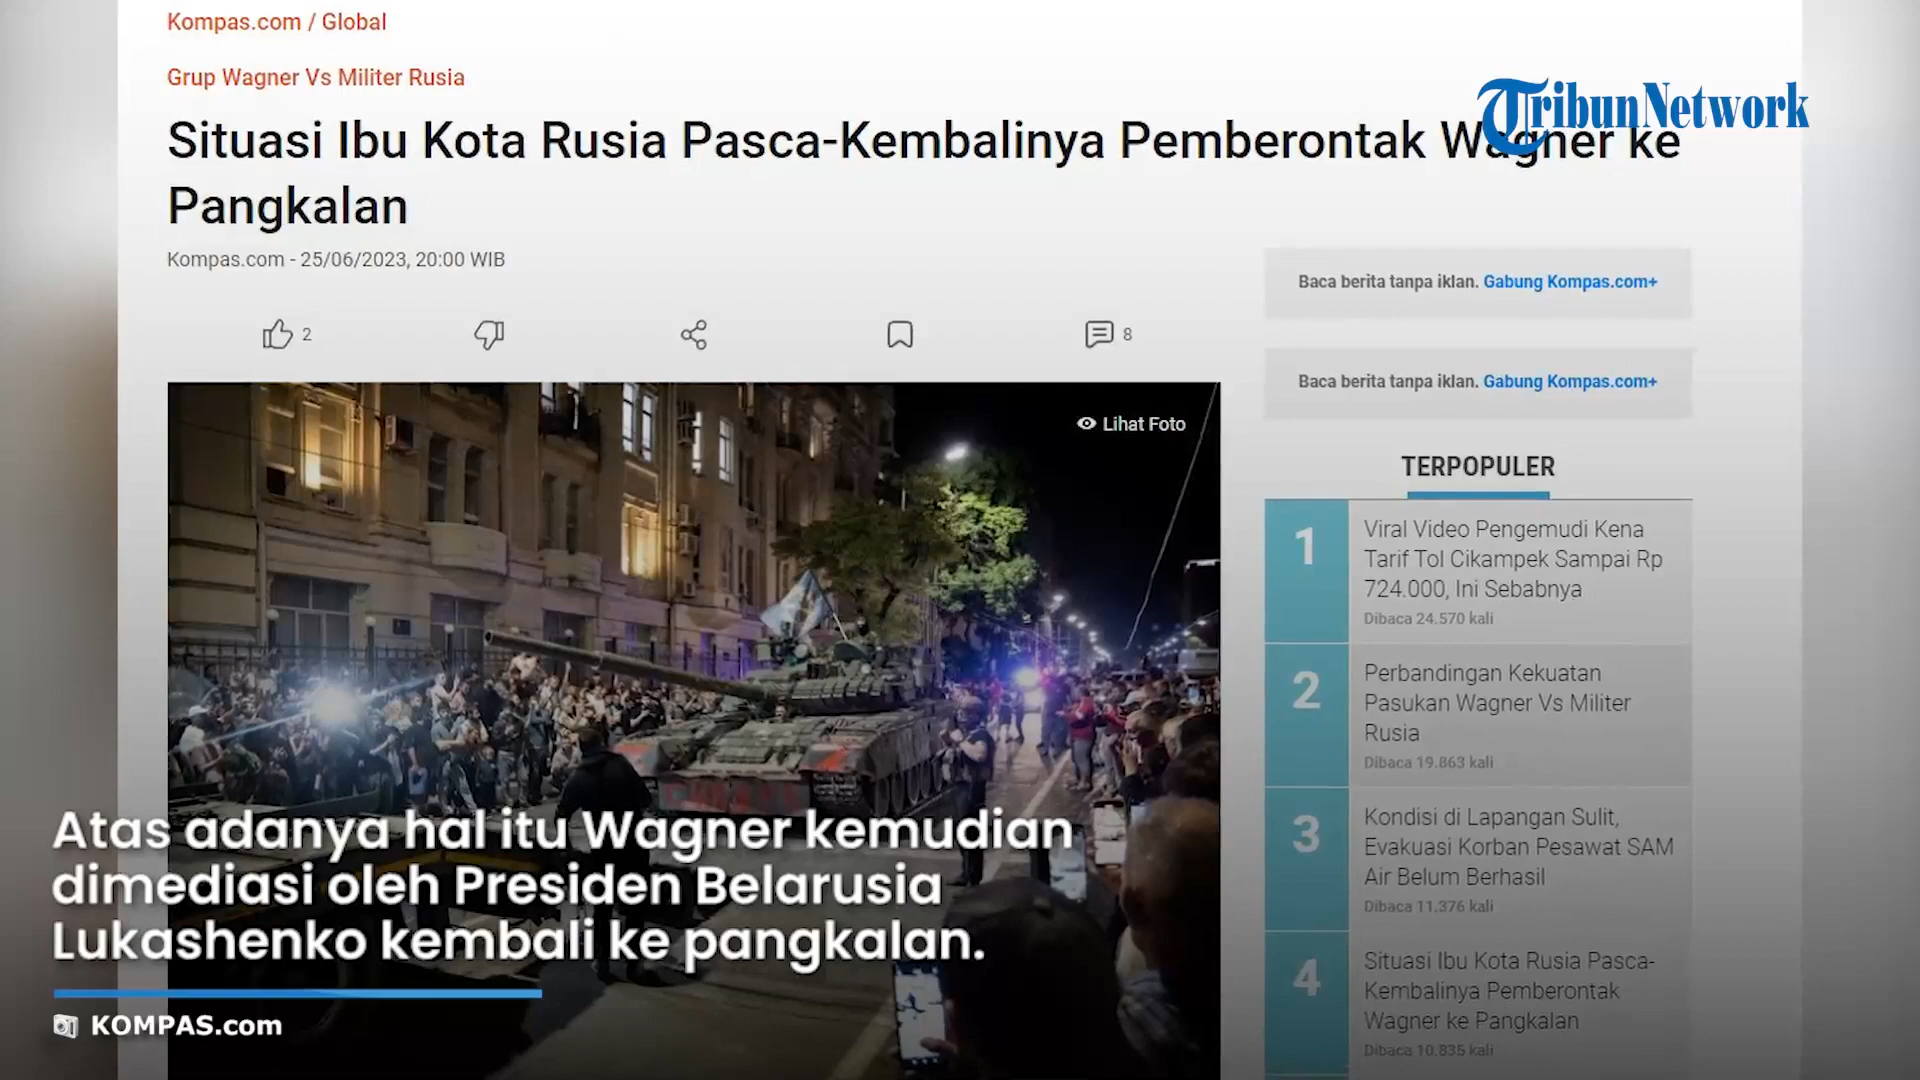 Kompas.com / Global
Grup Wagner Vs Militer Rusia
TribunNetwork
Situasi Ibu Kota Rusia Pasca-Kembalinya Pemberontak Wagner ke
Pangkalan
Kompas.com - 25/06/2023, 20:00 WIB
2
8
Lihat Foto
Baca berita tanpa iklan. Gabung Kompas.com+
Baca berita tanpa iklan. Gabung Kompas.com+
TERPOPULER
1
Viral Video Pengemudi Kena
Tarif Tol Cikampek Sampai Rp
724.000, Ini Sebabnya
Dibaca 24.570 kali
2
Perbandingan Kekuatan
Pasukan Wagner Vs Militer
Rusia
Dibaca 19.863 kali
3
Kondisi di Lapangan Sulit,
Evakuasi Korban Pesawat SAM
Air Belum Berhasil
Dibaca 11.376 kali
4
Situasi Ibu Kota Rusia Pasca-
Kembalinya Pemberontak
Wagner ke Pangkalan
Dibaca 10.835 kali
Atas adanya hal itu Wagner kemudian
dimediasi oleh Presiden Belarusia
Lukashenko kembali ke pangkalan.
KOMPAS.com